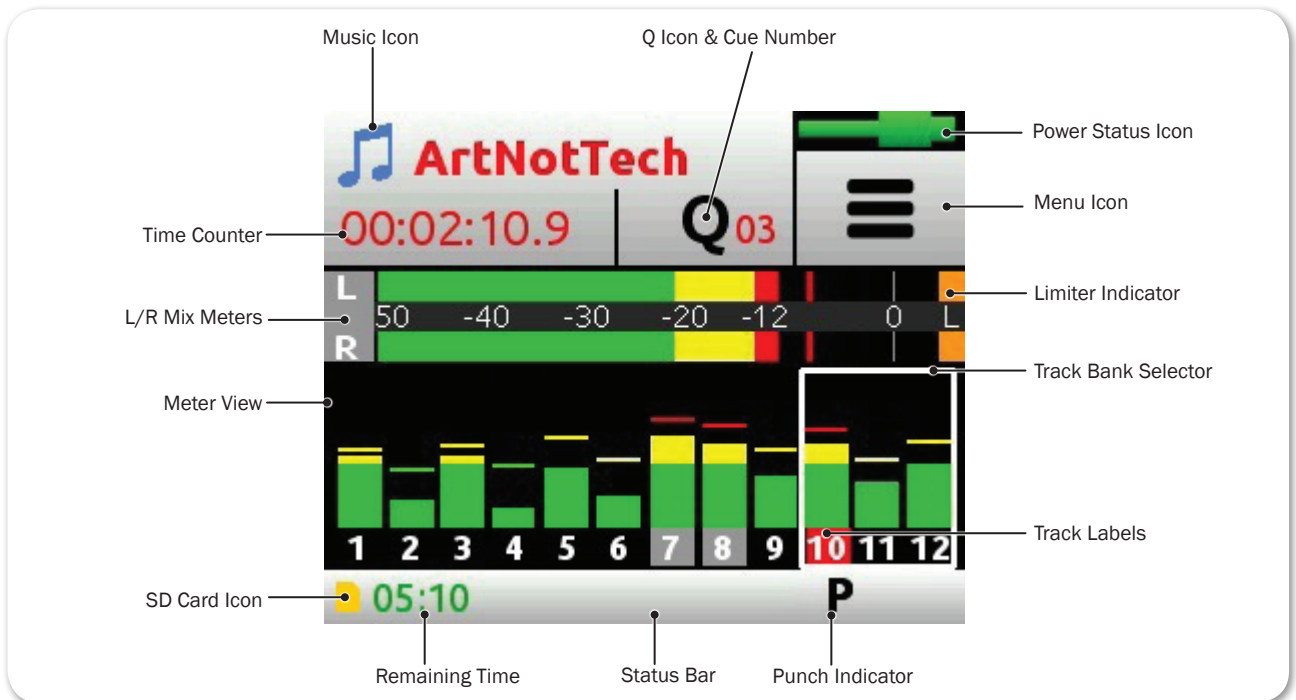 Music Icon
Q Icon & Cue Number
Power Status Icon
ArtNotTech
Menu Icon
Time Counter
00:02:10.9
Q 03
L/R Mix Meters
L
50 -40 -30 -20 -12 0 L
R
Limiter Indicator
Track Bank Selector
Meter View
1 2 3 4 5 6 7 8 9 10 11 12
Track Labels
SD Card Icon
05:10
P
Remaining Time
Status Bar
Punch Indicator